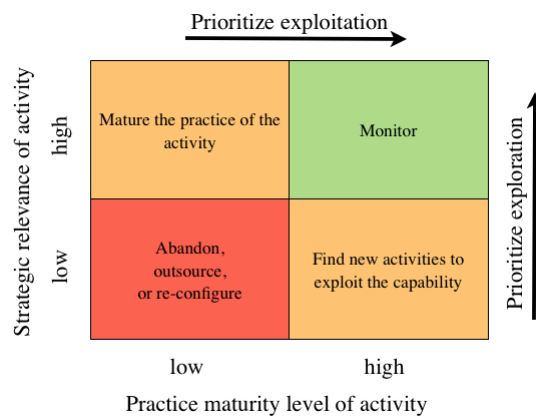 Prioritize exploitation
Strategic relevance of activity
high
low
Mature the practice of the
activity
Monitor
Abandon,
outsource,
or re-configure
Find new activities to
exploit the capability
Prioritize exploration
low
high
Practice maturity level of activity